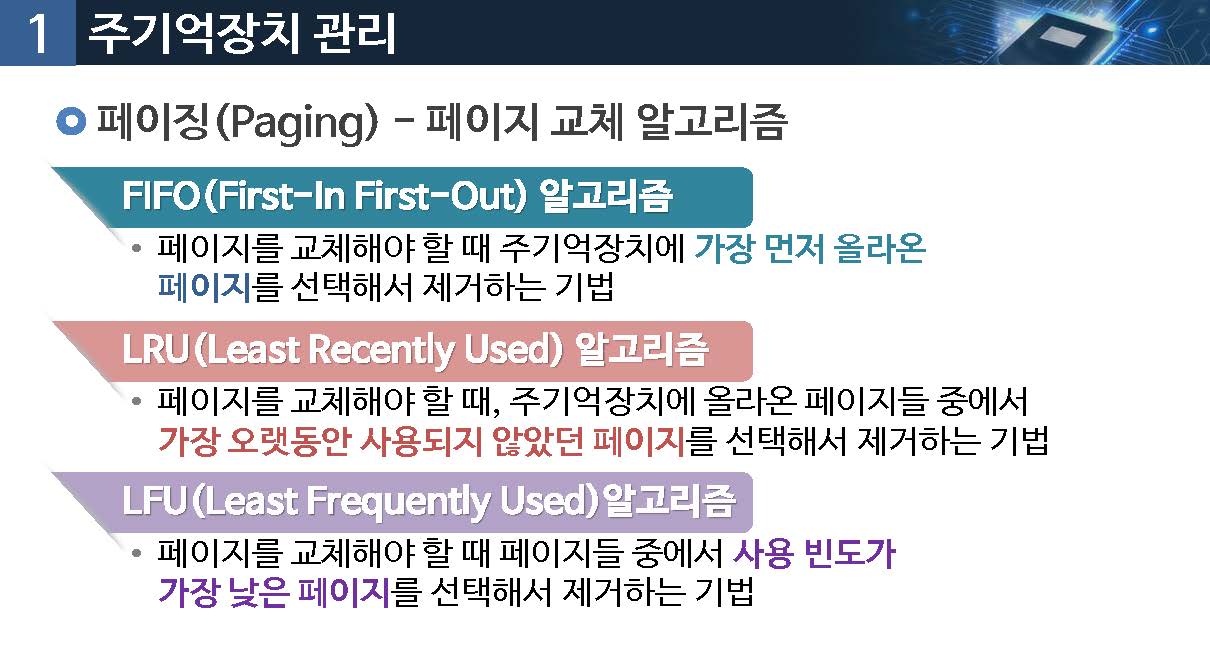 1 주기억장치 관리
페이징(Paging) - 페이지 교체 알고리즘
FIFO(First-In First-Out) 알고리즘
• 페이지를 교체해야 할 때 주기억장치에 가장 먼저 올라온
페이지를 선택해서 제거하는 기법
LRU(Least Recently Used) 알고리즘
• 페이지를 교체해야 할 때, 주기억장치에 올라온 페이지들 중에서
가장 오랫동안 사용되지 않았던 페이지를 선택해서 제거하는 기법
LFU(Least Frequently Used)알고리즘
• 페이지를 교체해야 할 때 페이지들 중에서 사용 빈도가
가장 낮은 페이지를 선택해서 제거하는 기법